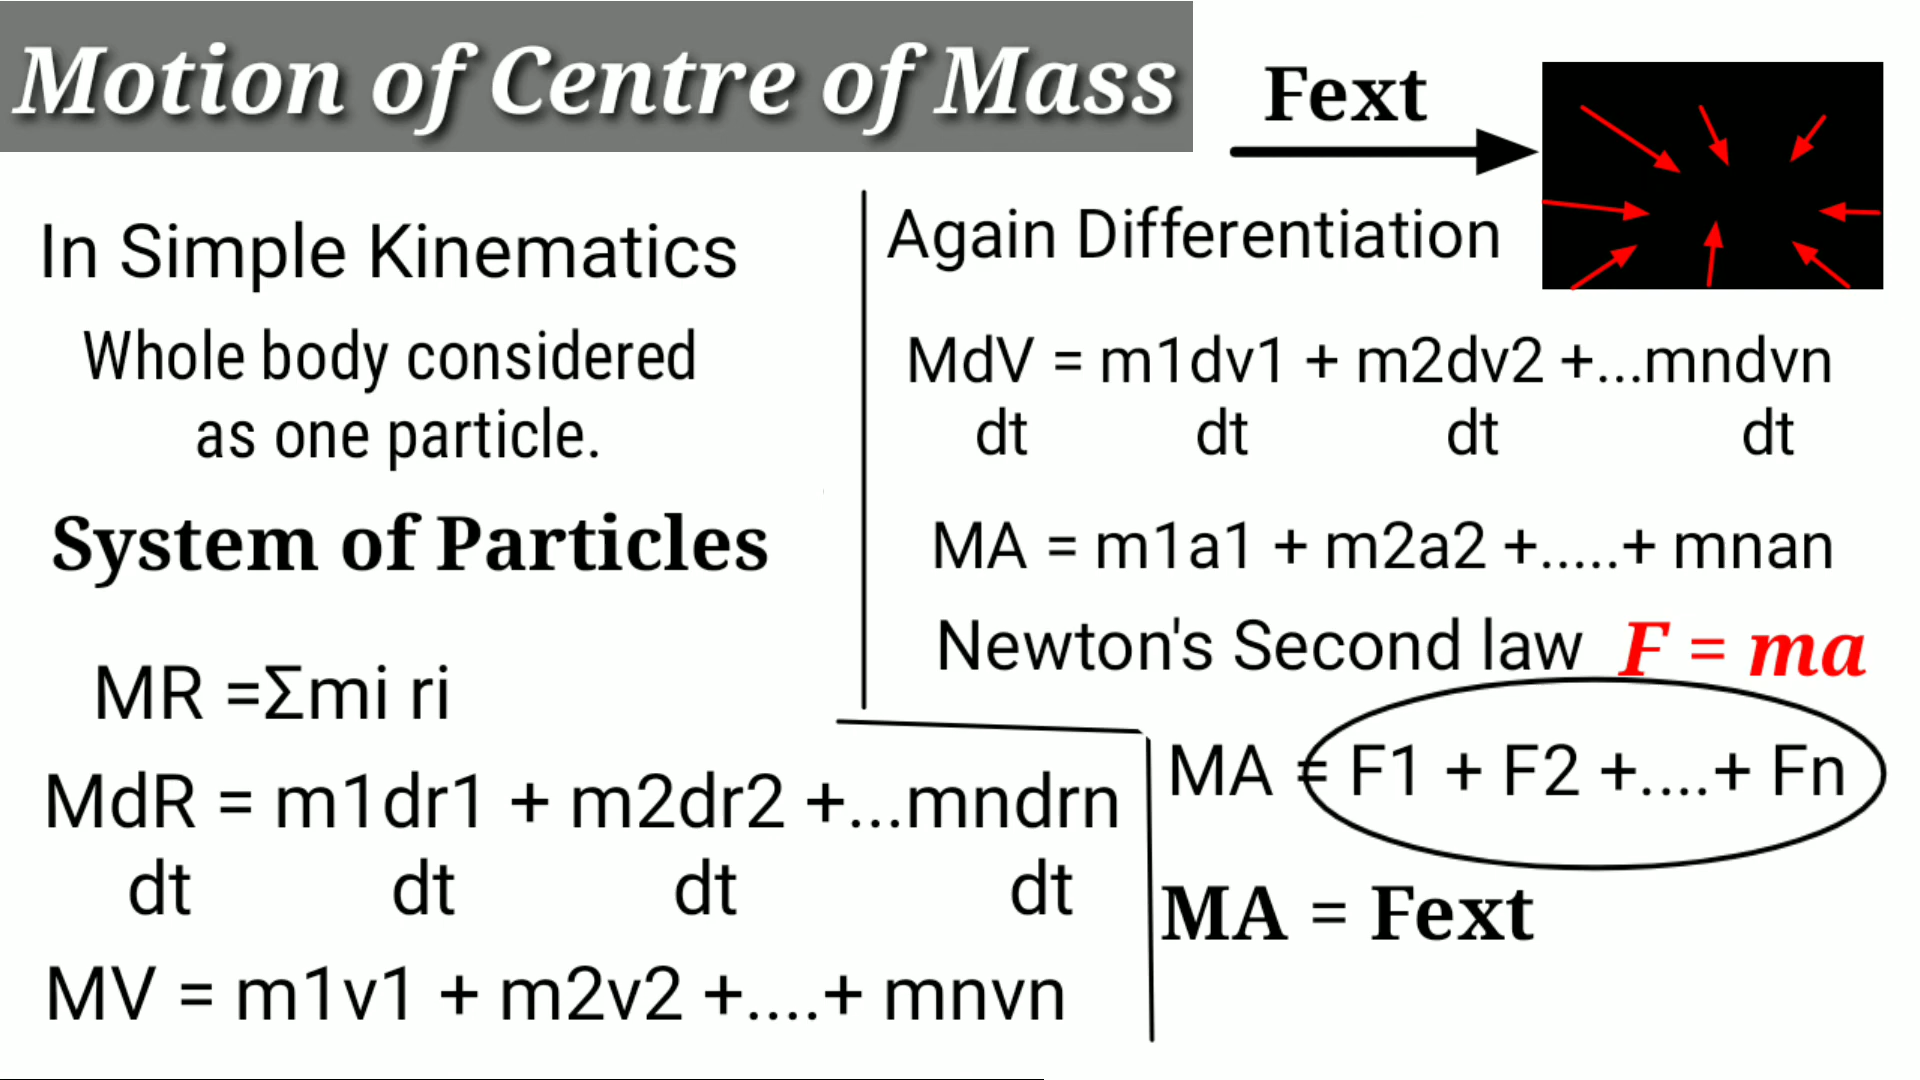 Motion of Centre of Mass
Fext
In Simple Kinematics
Whole body considered
as one particle.
System of Particles
MR =Σmi ri
MdR = m1dr1 + m2dr2 +...mndrn
dt dt dt dt
MV = m1v1 + m2v2 +....+ mnvn
Again Differentiation
MdV = m1dv1 + m2dv2 +...mndvn
dt dt dt dt
MA = m1a1 + m2a2 +.....+ mnan
Newton's Second law F = ma
MA = F1 + F2 +....+ Fn
MA = Fext